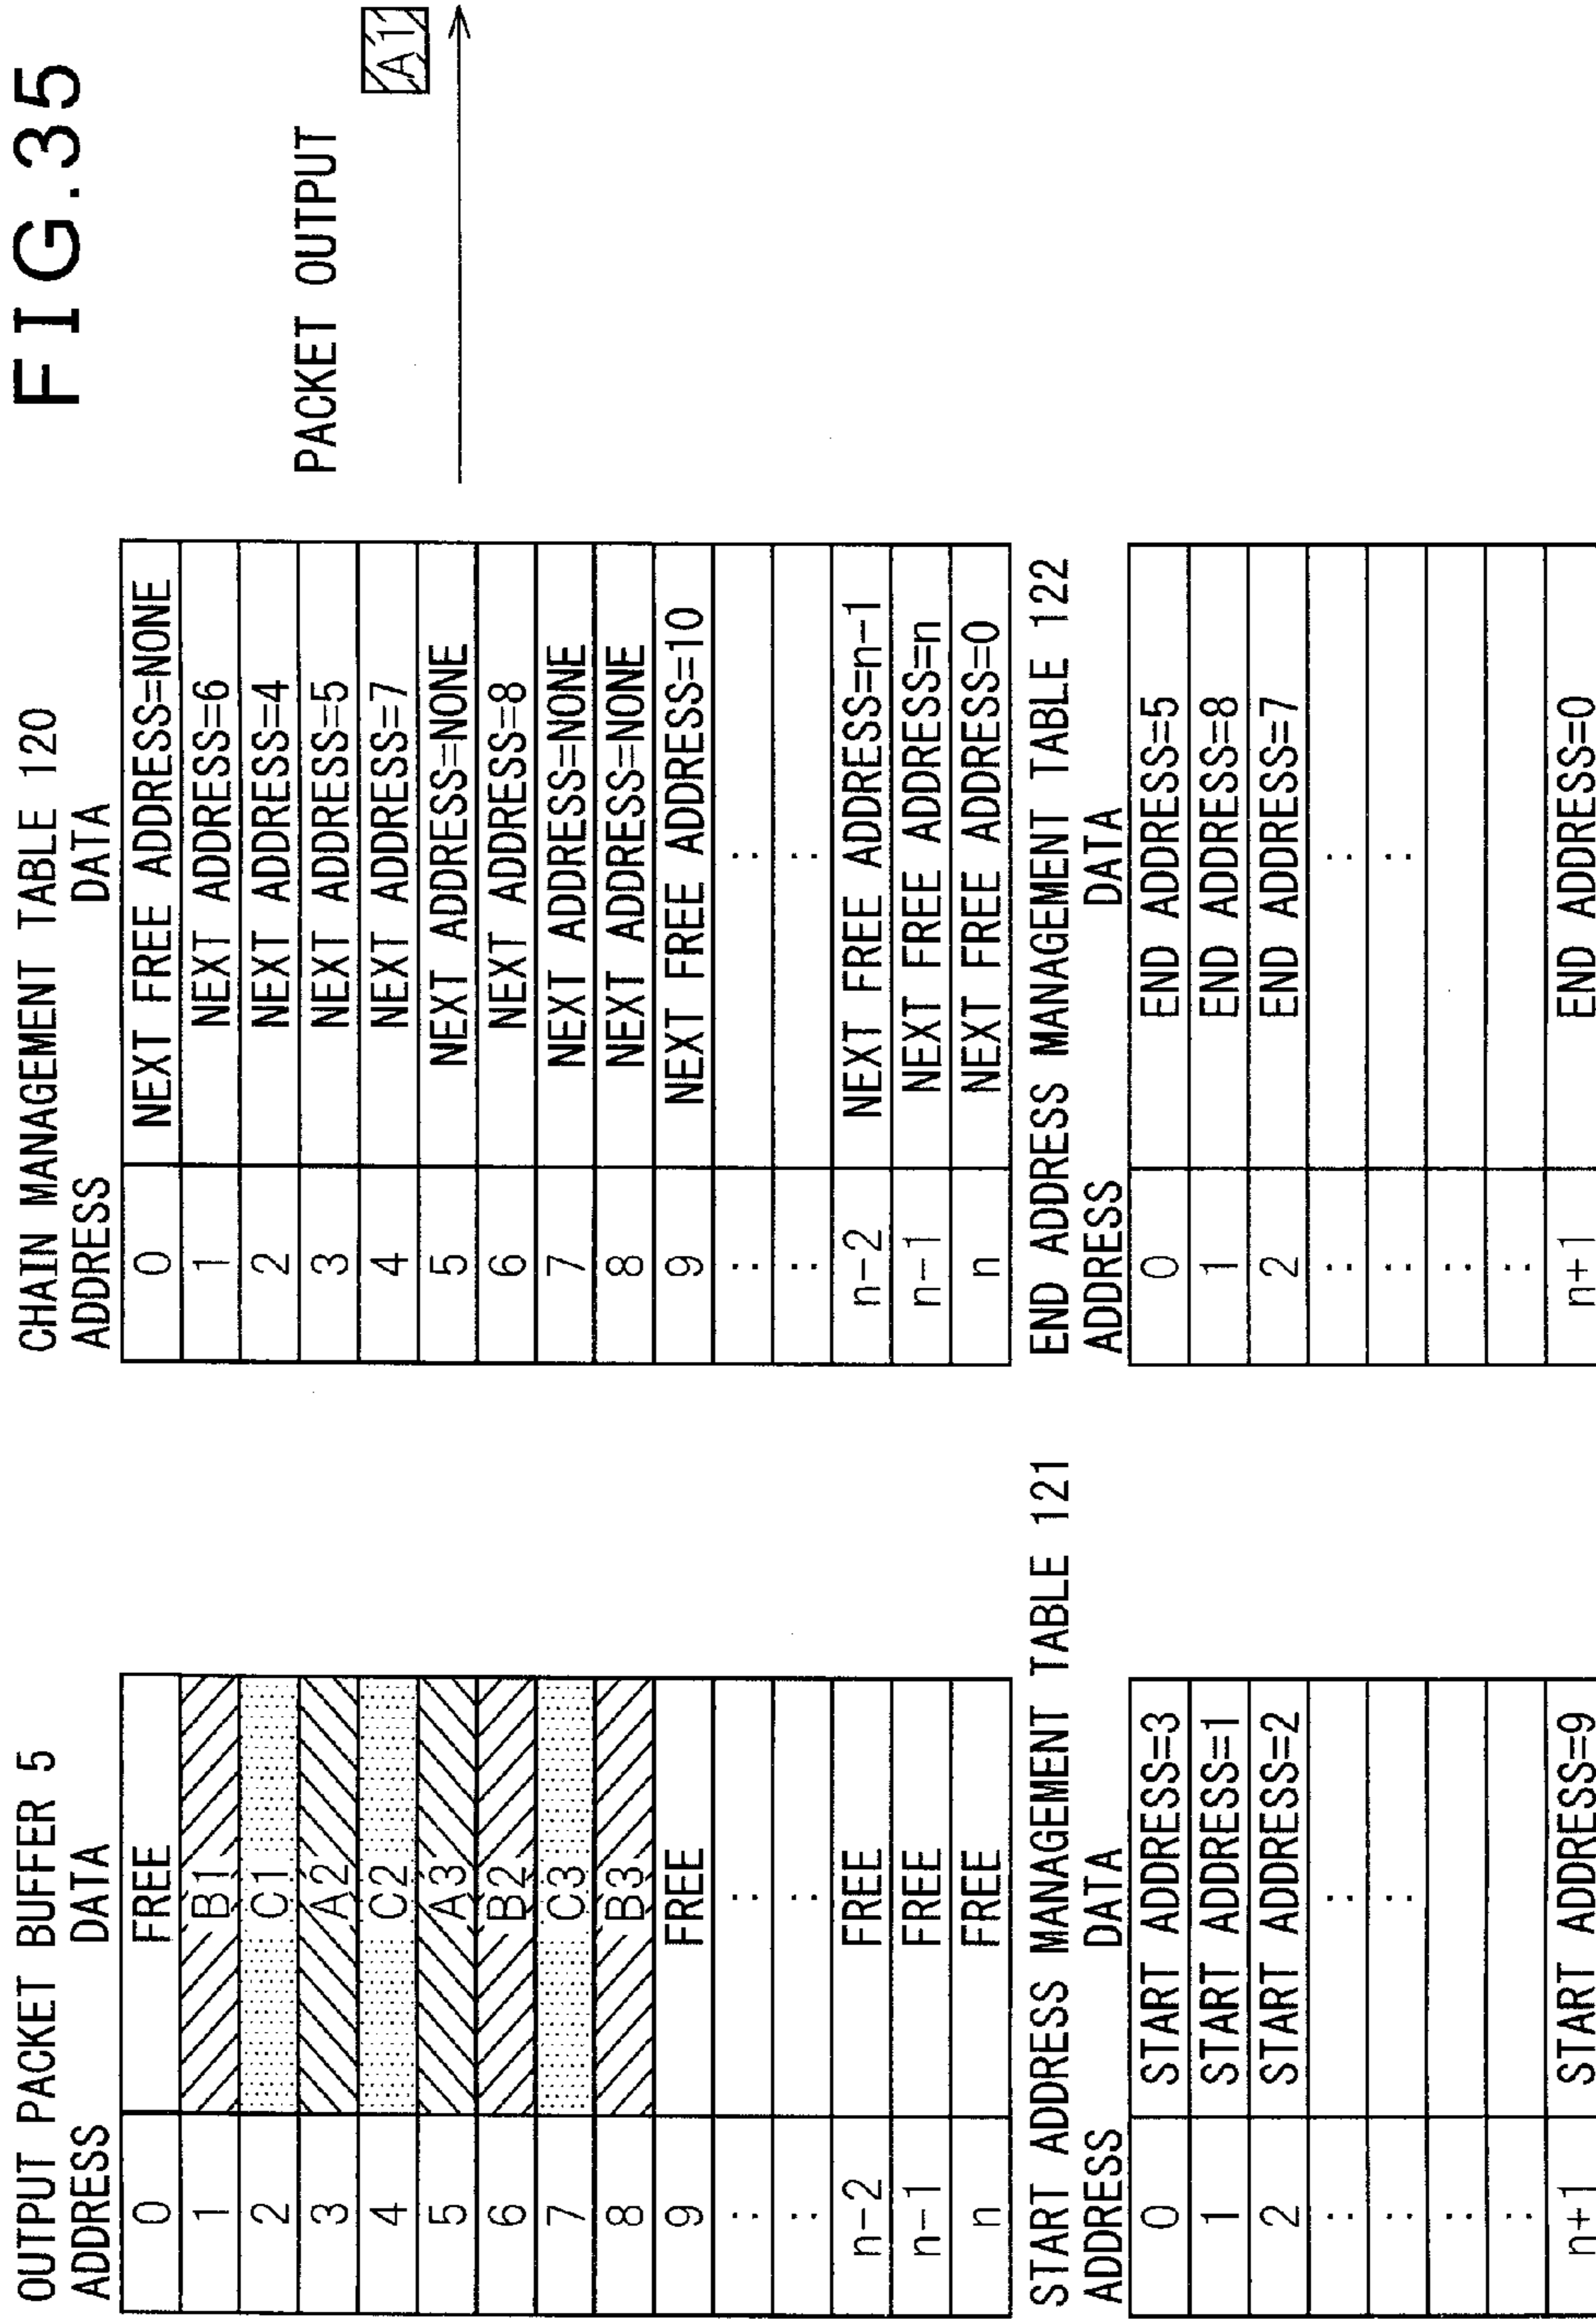 FIG.35
OUTPUT PACKET BUFFER 5
ADDRESS DATA
0 FREE
1 B1
2 C1
3 A2
4 C2
5 A3
6 B2
7 C3
8 B3
9 FREE
: :
: :
n-2 FREE
n-1 FREE
n FREE
CHAIN MANAGEMENT TABLE 120
ADDRESS DATA
0 NEXT FREE ADDRESS=NONE
1 NEXT ADDRESS=6
2 NEXT ADDRESS=4
3 NEXT ADDRESS=5
4 NEXT ADDRESS=7
5 NEXT ADDRESS=NONE
6 NEXT ADDRESS=8
7 NEXT ADDRESS=NONE
8 NEXT ADDRESS=NONE
9 NEXT FREE ADDRESS=10
: :
: :
n-2 NEXT FREE ADDRESS=n-1
n-1 NEXT FREE ADDRESS=n
n NEXT FREE ADDRESS=0
PACKET OUTPUT
A1
START ADDRESS MANAGEMENT TABLE 121
ADDRESS DATA
0 START ADDRESS=3
1 START ADDRESS=1
2 START ADDRESS=2
: :
: :
:
:
n+1 START ADDRESS=9
END ADDRESS MANAGEMENT TABLE 122
ADDRESS DATA
0 END ADDRESS=5
1 END ADDRESS=8
2 END ADDRESS=7
: :
: :
:
:
n+1 END ADDRESS=0